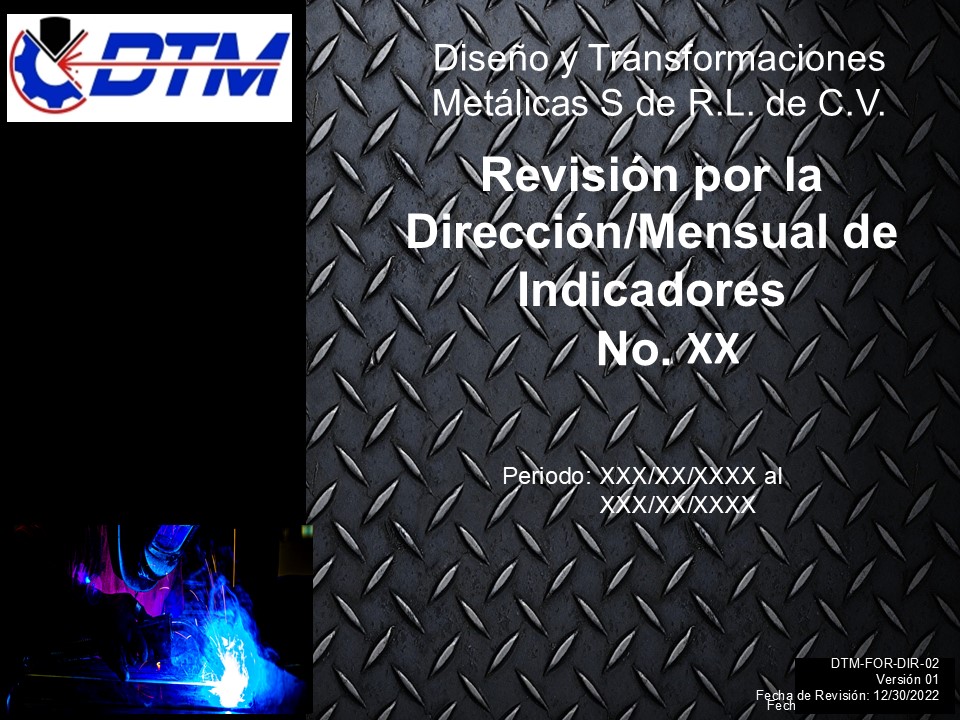 DTM
Diseño y Transformaciones
Metálicas S de R.L. de C.V.
Revisión por la
Dirección/Mensual de
Indicadores
No. XX
Periodo: XXX/XX/XXXX al
XXX/XX/XXXX
DTM-FOR-DIR-02
Versión 01
Fecha de Revisión: 12/30/2022
Fech